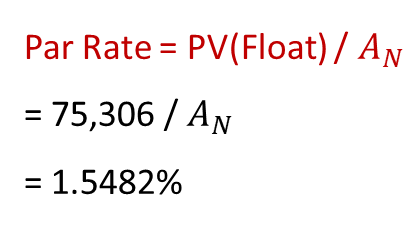 Par Rate = PV(Float) / A_N
= 75,306 / A_N
= 1.5482%